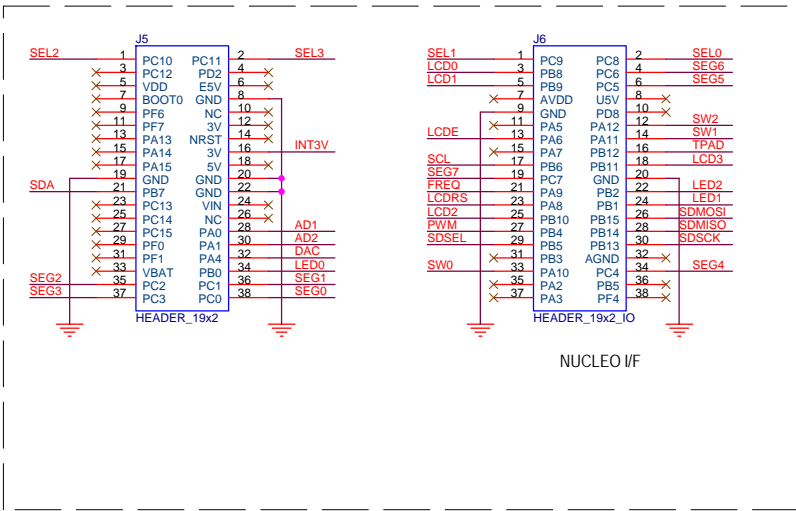 J5
SEL2 1 PC10 PC11 2 SEL3
3 PC12 PD2 4
5 VDD E5V 6
7 BOOT0 GND 8
9 PF6 NC 10
11 PF7 3V 12
13 PA13 NRST 14
15 PA14 3V 16 INT3V
17 PA15 5V 18
19 GND GND 20
SDA 21 PB7 GND 22
23 PC13 VIN 24
25 PC14 NC 26
27 PC15 PA0 28 AD1
29 PF0 PA1 30 AD2
31 PF1 PA4 32 DAC
33 VBAT PB0 34 LED0
SEG2 35 PC2 PC1 36 SEG1
SEG3 37 PC3 PC0 38 SEG0
HEADER_19x2
J6
SEL1 1 PC9 PC8 2 SEL0
LCD0 3 PB8 PC6 4 SEG6
LCD1 5 PB9 PC5 6 SEG5
7 AVDD U5V 8
9 GND PD8 10
11 PA5 PA12 12 SW2
LCDE 13 PA6 PA11 14 SW1
15 PA7 PB12 16 TPAD
SCL 17 PB6 PB11 18 LCD3
SEG7 19 PC7 GND 20
FREQ 21 PA9 PB2 22 LED2
LCDRS 23 PA8 PB1 24 LED1
LCD2 25 PB10 PB15 26 SDMOSI
PWM 27 PB4 PB14 28 SDMISO
SDSEL 29 PB5 PB13 30 SDSCK
31 PB3 AGND 32
SW0 33 PA10 PC4 34 SEG4
35 PA2 PB5 36
37 PA3 PF4 38
HEADER_19x2_IO
NUCLEO I/F